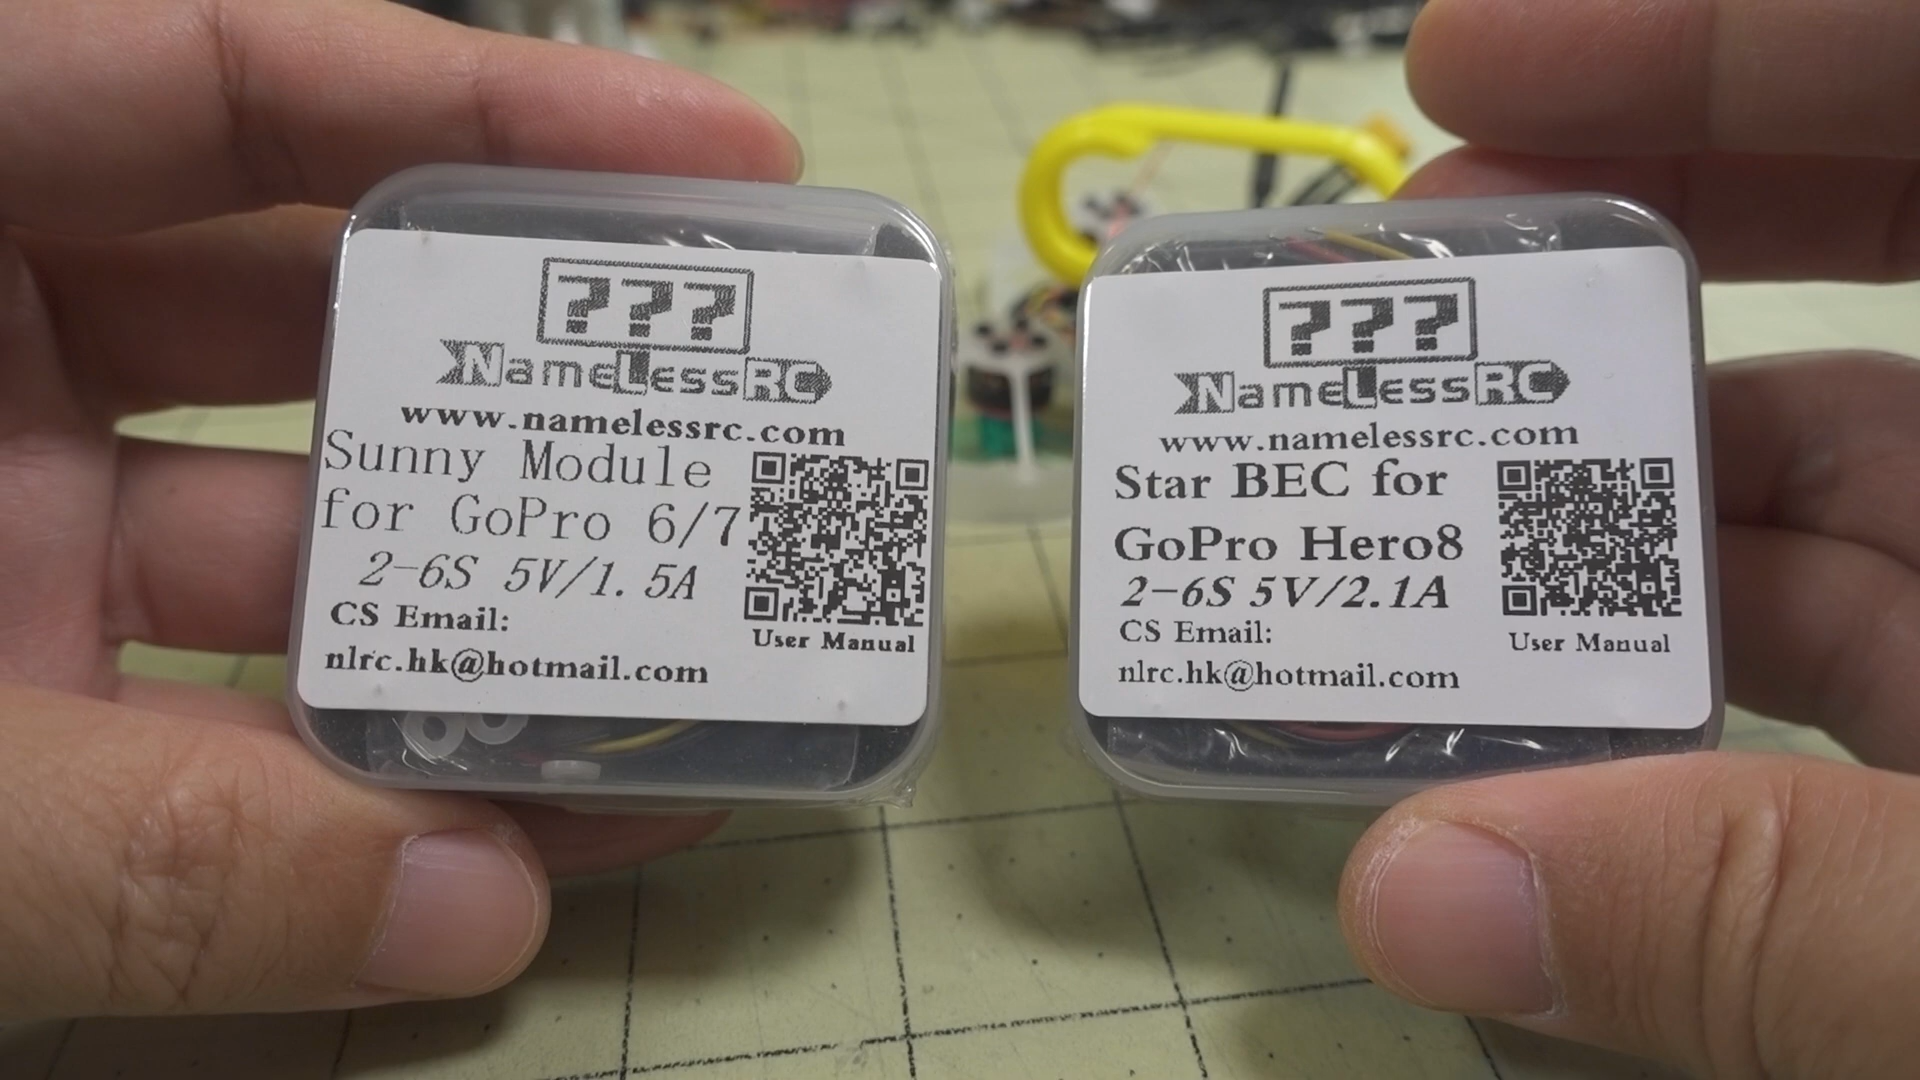 ???
NameLessRC
www.namelessrc.com
Sunny Module
for GoPro 6/7
2-6S 5V/1.5A
CS Email:
nlrc.hk@hotmail.com
User Manual
???
NameLessRC
www.namelessrc.com
Star BEC for
GoPro Hero8
2-6S 5V/2.1A
CS Email:
nlrc.hk@hotmail.com
User Manual